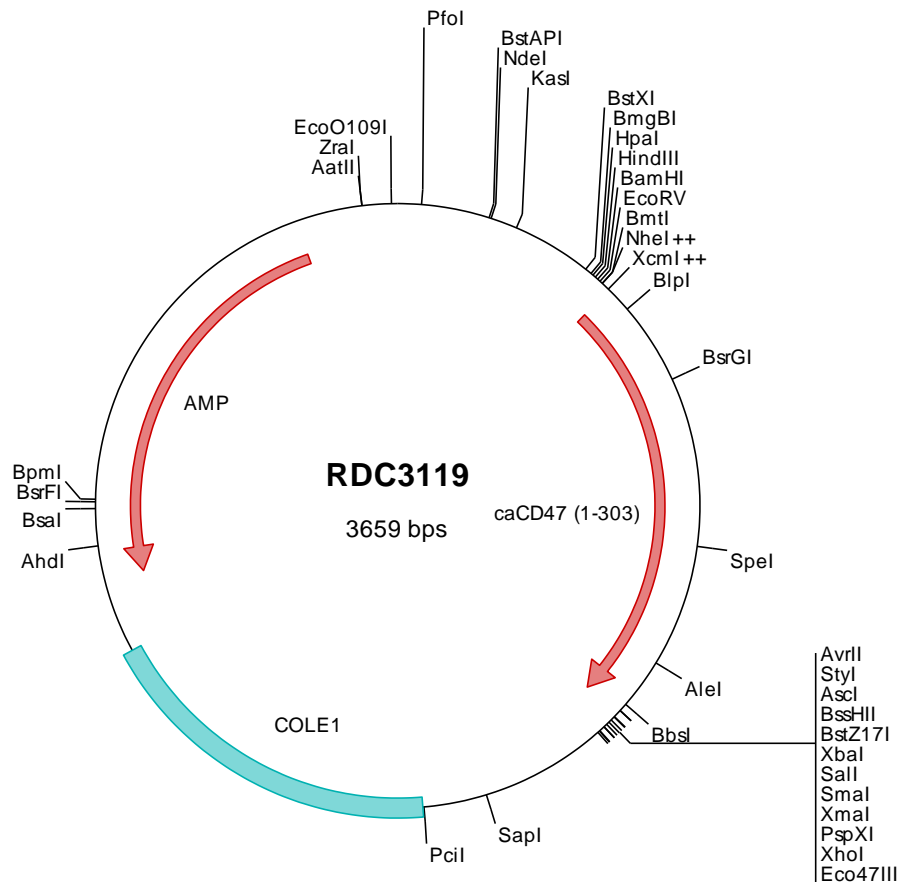 PfoI
BstAPI
NdeI
KasI
EcoO109I
ZraI
AatII
BstXI
BmgBI
HpaI
HindIII
BamHI
EcoRV
BmtI
NheI ++
XcmI ++
BlpI
BsrGI
AMP
RDC3119
3659 bps
caCD47 (1-303)
BpmI
BsrFI
BsaI
AhdI
SpeI
AleI
BbsI
COLE1
SapI
PciI
AvrII
StyI
AscI
BssHII
BstZ17I
XbaI
SalI
SmaI
XmaI
PspXI
XhoI
Eco47III